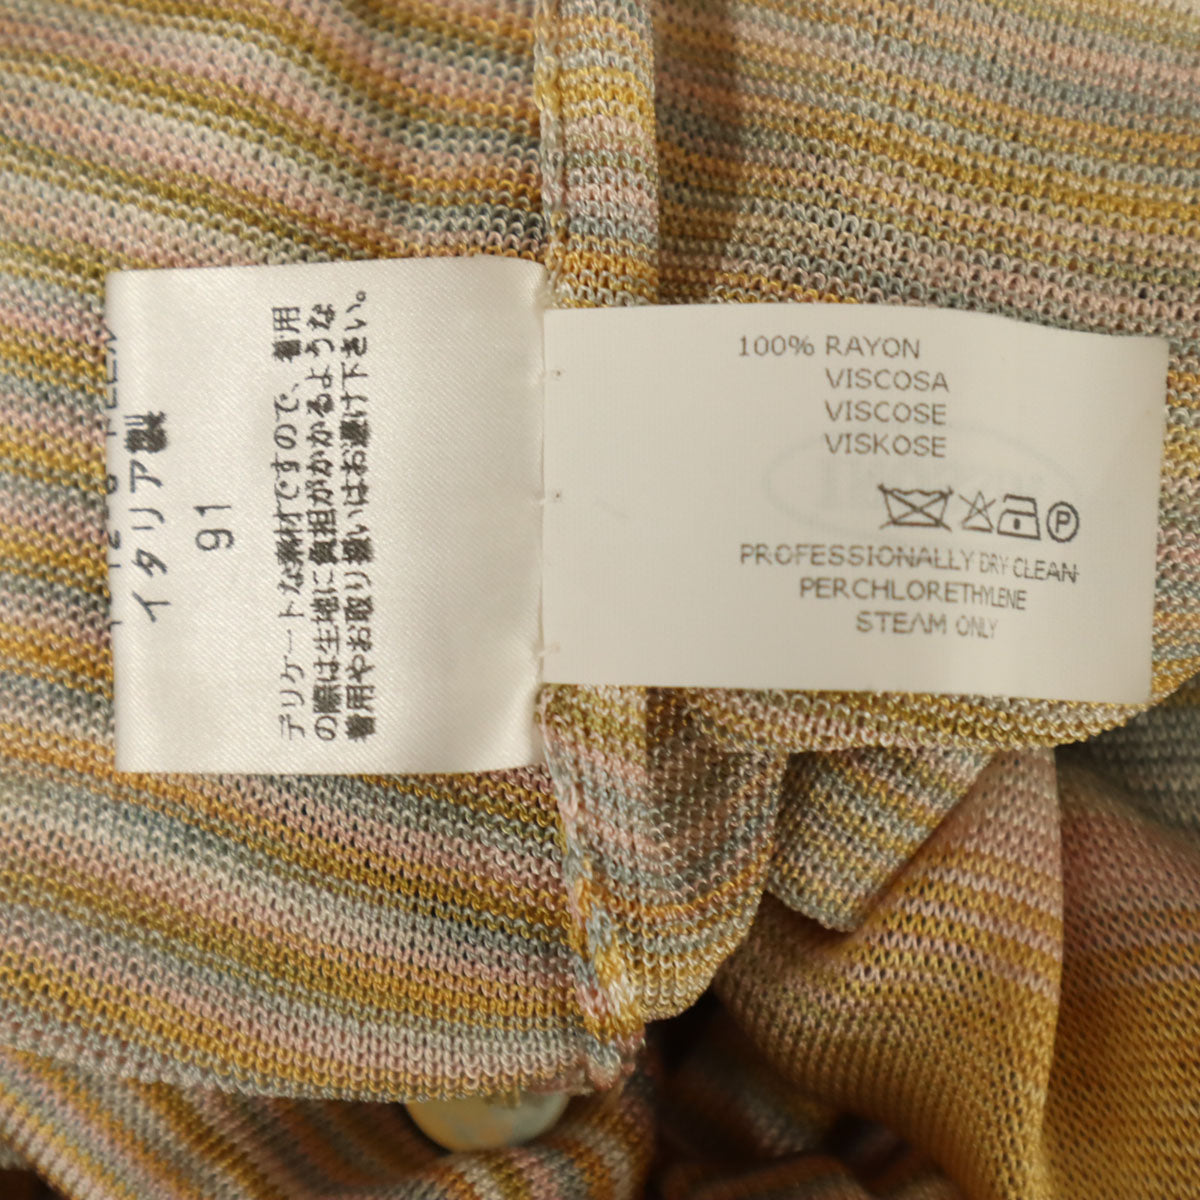 イタリア製
91
デリケートな素材ですので、着用
の際は生地に負担がかかるような
着用やお取り扱いはお避け下さい。
100% RAYON
VISCOSA
VISCOSE
VISKOSE
P
PROFESSIONALLY DRY CLEAN
PERCHLORETHYLENE
STEAM ONLY